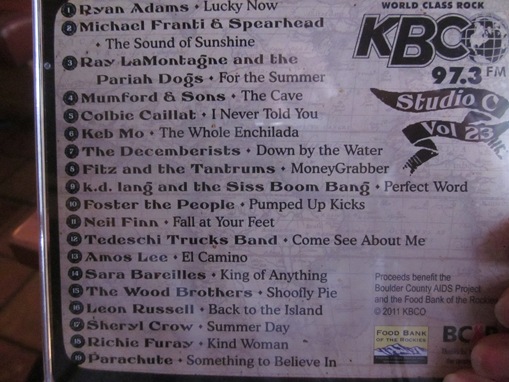 1 Ryan Adams • Lucky Now
2 Michael Franti & Spearhead
• The Sound of Sunshine
3 Ray LaMontagne and the
Pariah Dogs • For the Summer
4 Mumford & Sons • The Cave
5 Colbie Caillat • I Never Told You
6 Keb Mo • The Whole Enchilada
7 The Decemberists • Down by the Water
8 Fitz and the Tantrums • MoneyGrabber
9 k.d. lang and the Siss Boom Bang • Perfect Word
10 Foster the People • Pumped Up Kicks
11 Neil Finn • Fall at Your Feet
12 Tedeschi Trucks Band • Come See About Me
13 Amos Lee • El Camino
14 Sara Bareilles • King of Anything
15 The Wood Brothers • Shoofly Pie
16 Leon Russell • Back to the Island
17 Sheryl Crow • Summer Day
18 Richie Furay • Kind Woman
19 Parachute • Something to Believe In
WORLD CLASS ROCK
KBCO
97.3 FM
Studio C
Vol 23
Proceeds benefit the
Boulder County AIDS Project
and the Food Bank of the Rockies
© 2011 KBCO
FOOD BANK
OF THE ROCKIES